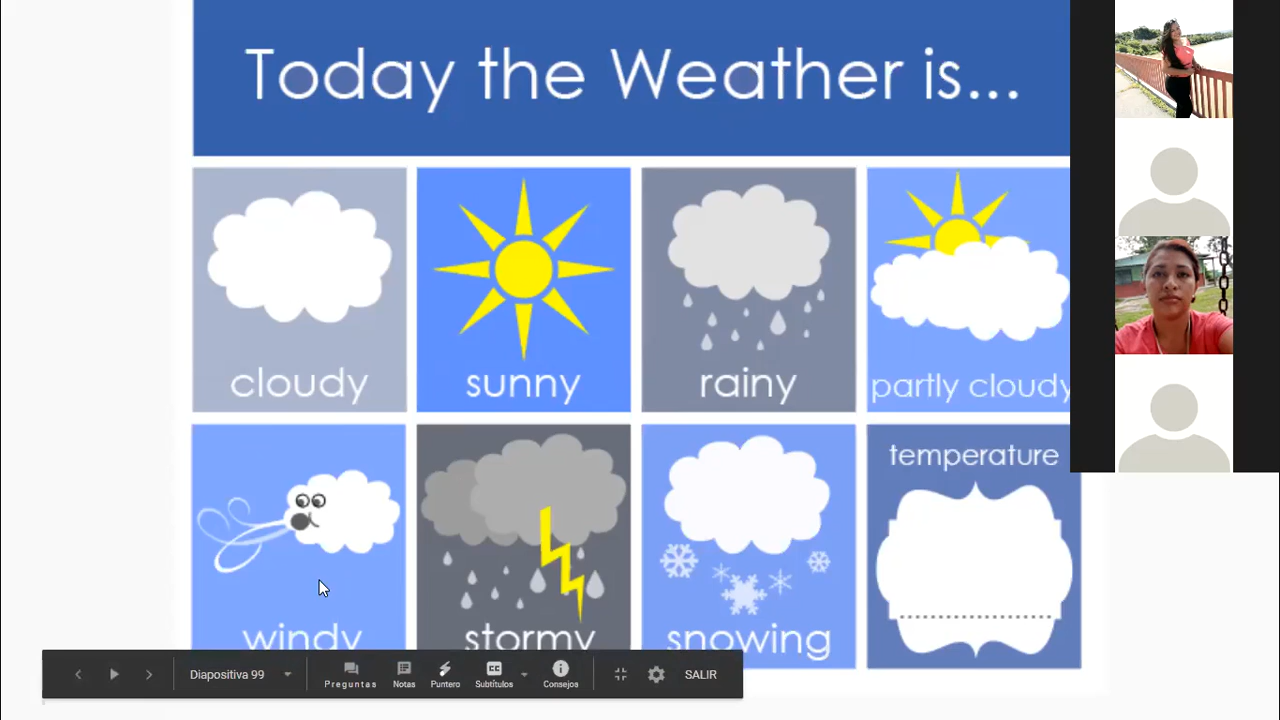 Today the Weather is...
cloudy
sunny
rainy
partly cloudy
windy
stormy
snowing
temperature
Diapositiva 99
Preguntas
Notas
Puntero
Subtítulos
Consejos
SALIR